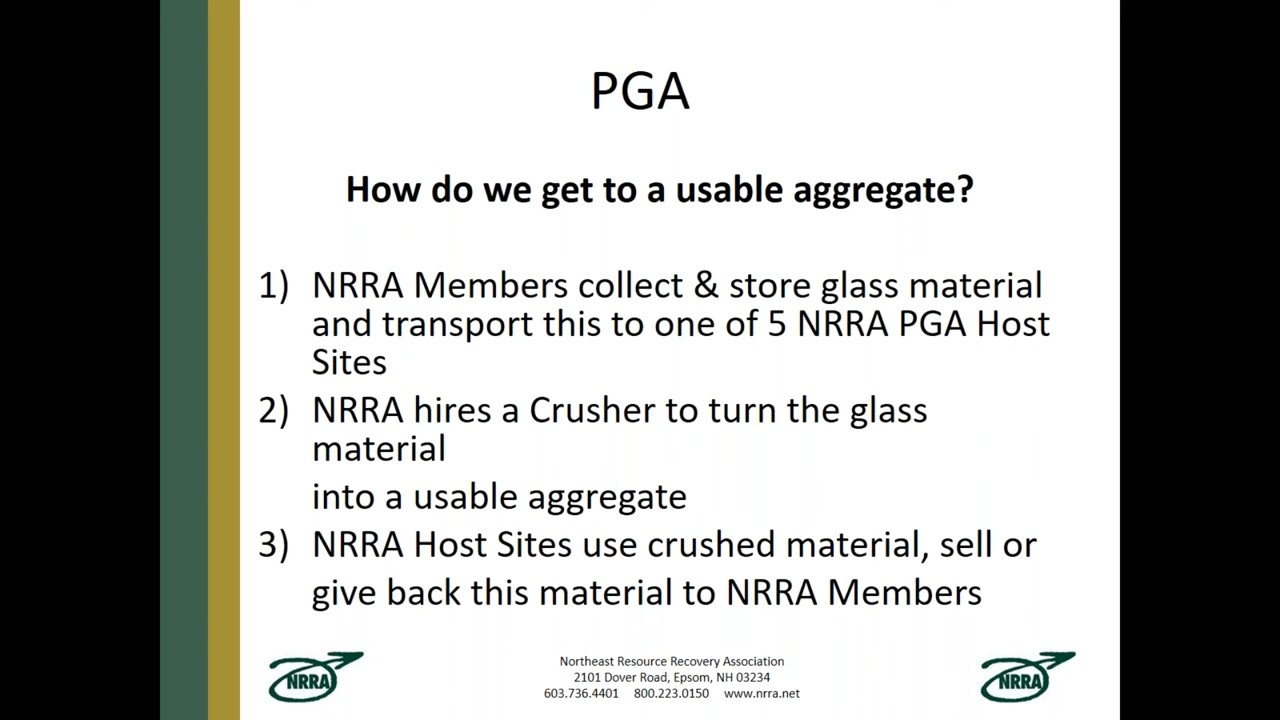 PGA
How do we get to a usable aggregate?
1) NRRA Members collect & store glass material
and transport this to one of 5 NRRA PGA Host
Sites
2) NRRA hires a Crusher to turn the glass
material
into a usable aggregate
3) NRRA Host Sites use crushed material, sell or
give back this material to NRRA Members
NRRA
Northeast Resource Recovery Association
2101 Dover Road, Epsom, NH 03234
603.736.4401 800.223.0150 www.nrra.net
NRRA